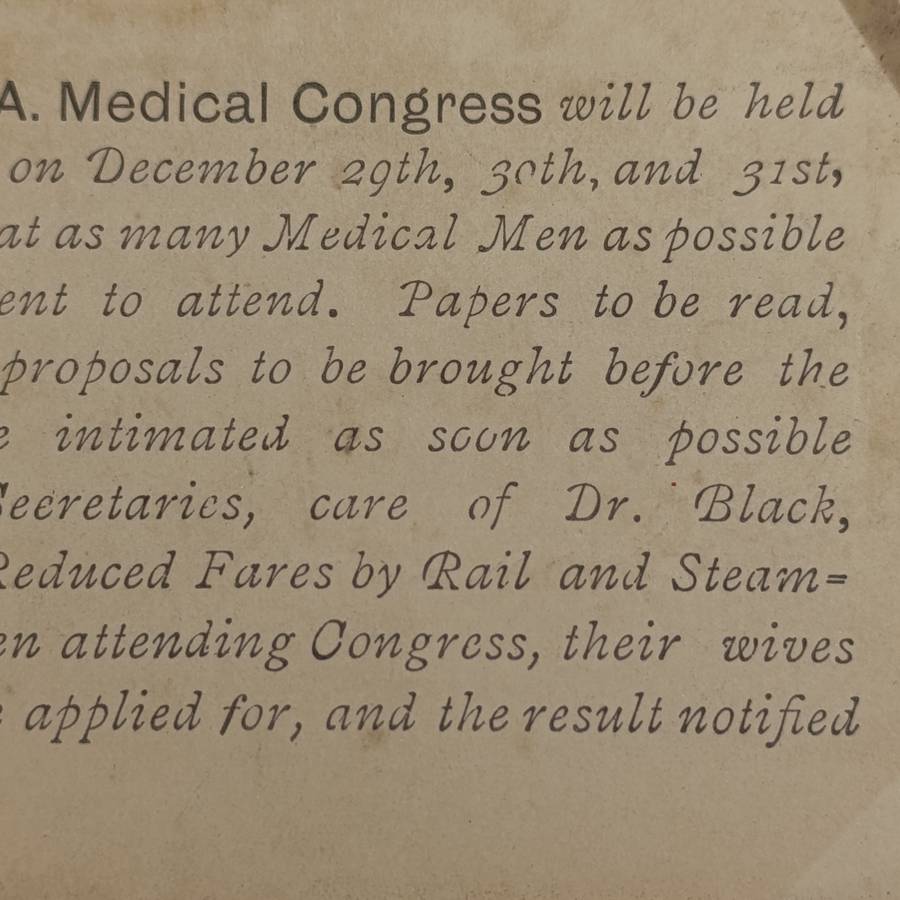 A. Medical Congress will be held
on December 29th, 30th, and 31st,
at as many Medical Men as possible
ent to attend. Papers to be read,
proposals to be brought before the
e intimated as soon as possible
Secretaries, care of Dr. Black,
Reduced Fares by Rail and Steam=
en attending Congress, their wives
e applied for, and the result notified